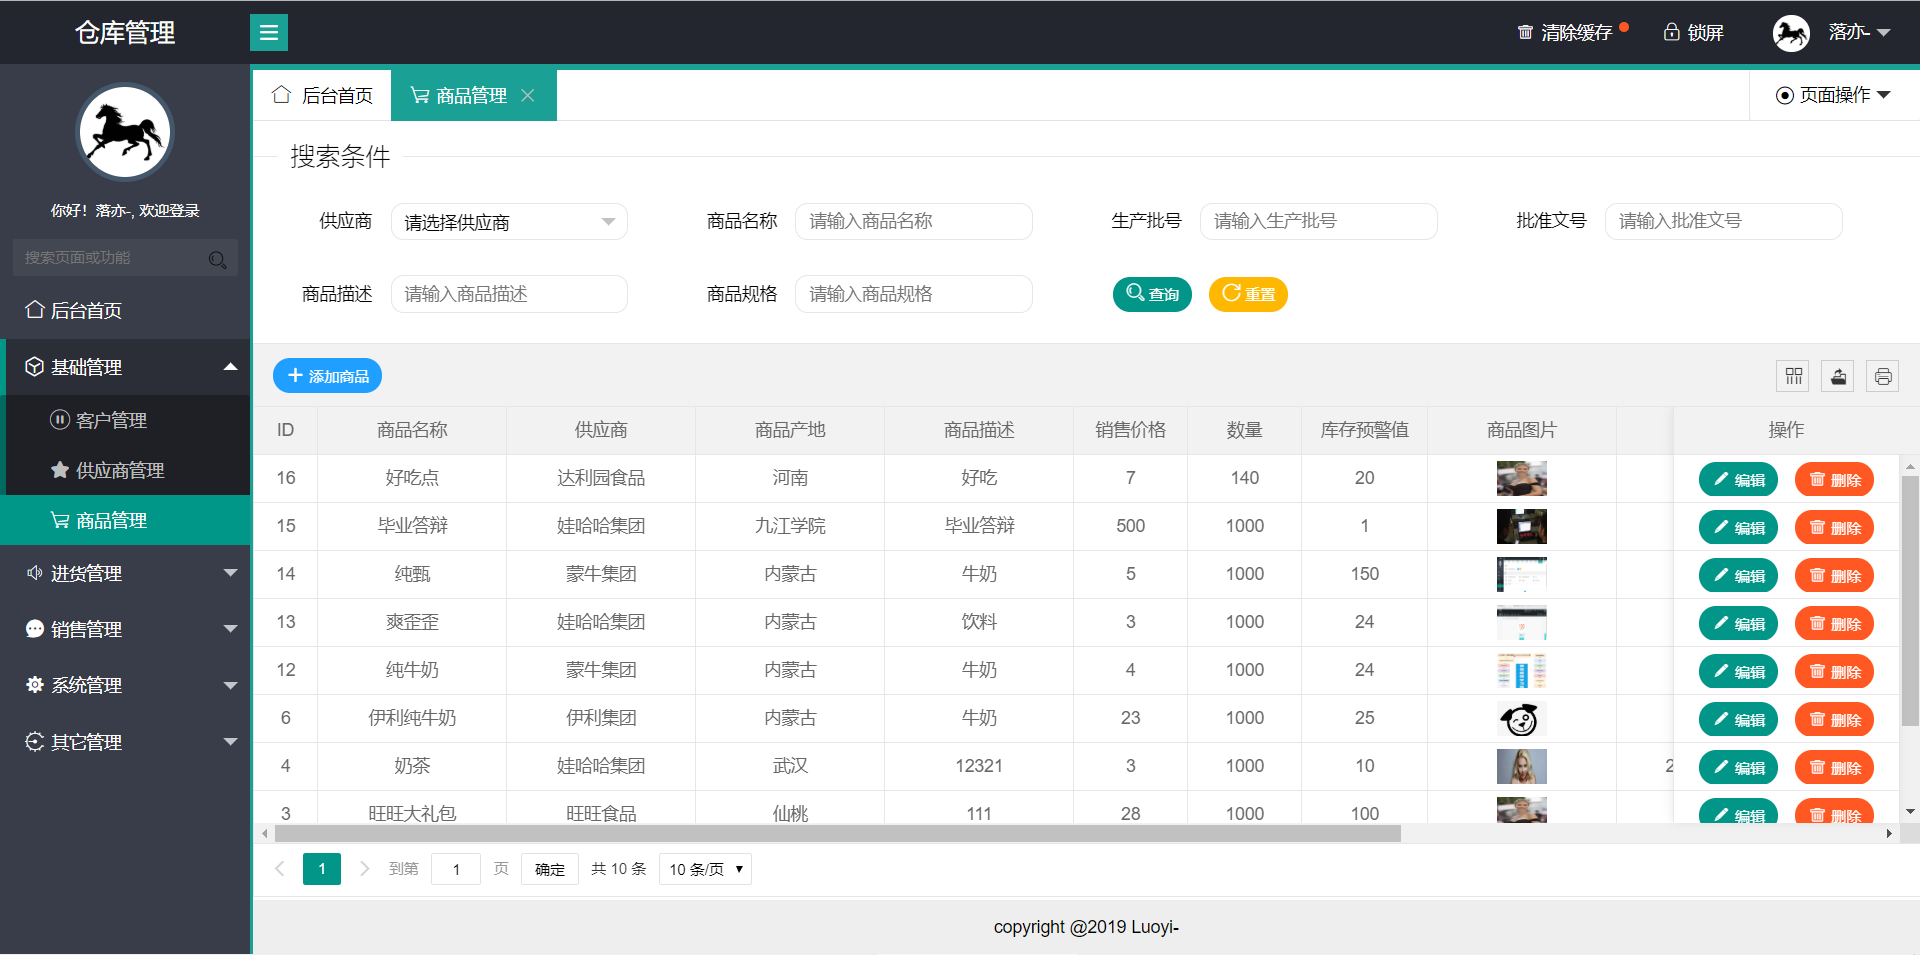 仓库管理
清除缓存
锁屏
落亦-
你好！落亦-, 欢迎登录
搜索页面或功能
后台首页
基础管理
客户管理
供应商管理
商品管理
进货管理
销售管理
系统管理
其它管理
后台首页 商品管理 页面操作
搜索条件
供应商 请选择供应商 商品名称 请输入商品名称 生产批号 请输入生产批号 批准文号 请输入批准文号
商品描述 请输入商品描述 商品规格 请输入商品规格 查询 重置
添加商品
ID 商品名称 供应商 商品产地 商品描述 销售价格 数量 库存预警值 商品图片 操作
16 好吃点 达利园食品 河南 好吃 7 140 20 编辑 删除
15 毕业答辩 娃哈哈集团 九江学院 毕业答辩 500 1000 1 编辑 删除
14 纯甄 蒙牛集团 内蒙古 牛奶 5 1000 150 编辑 删除
13 爽歪歪 娃哈哈集团 内蒙古 饮料 3 1000 24 编辑 删除
12 纯牛奶 蒙牛集团 内蒙古 牛奶 4 1000 24 编辑 删除
6 伊利纯牛奶 伊利集团 内蒙古 牛奶 23 1000 25 编辑 删除
4 奶茶 娃哈哈集团 武汉 12321 3 1000 10 2 编辑 删除
3 旺旺大礼包 旺旺食品 仙桃 111 28 1000 100 编辑 删除
1 到第 1 页 确定 共 10 条 10 条/页
copyright @2019 Luoyi-